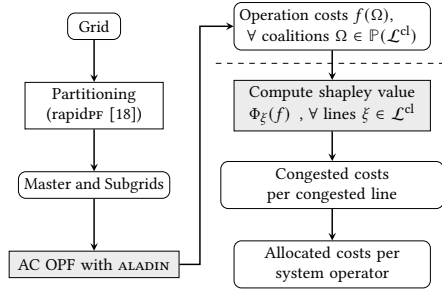 Grid
Partitioning
(rapidPF [18])
Master and Subgrids
AC OPF with ALADIN
Operation costs f(Ω),
∀ coalitions Ω ∈ ℙ(𝓛^cl)
Compute shapley value
Φ_ξ(f) , ∀ lines ξ ∈ 𝓛^cl
Congested costs
per congested line
Allocated costs per
system operator